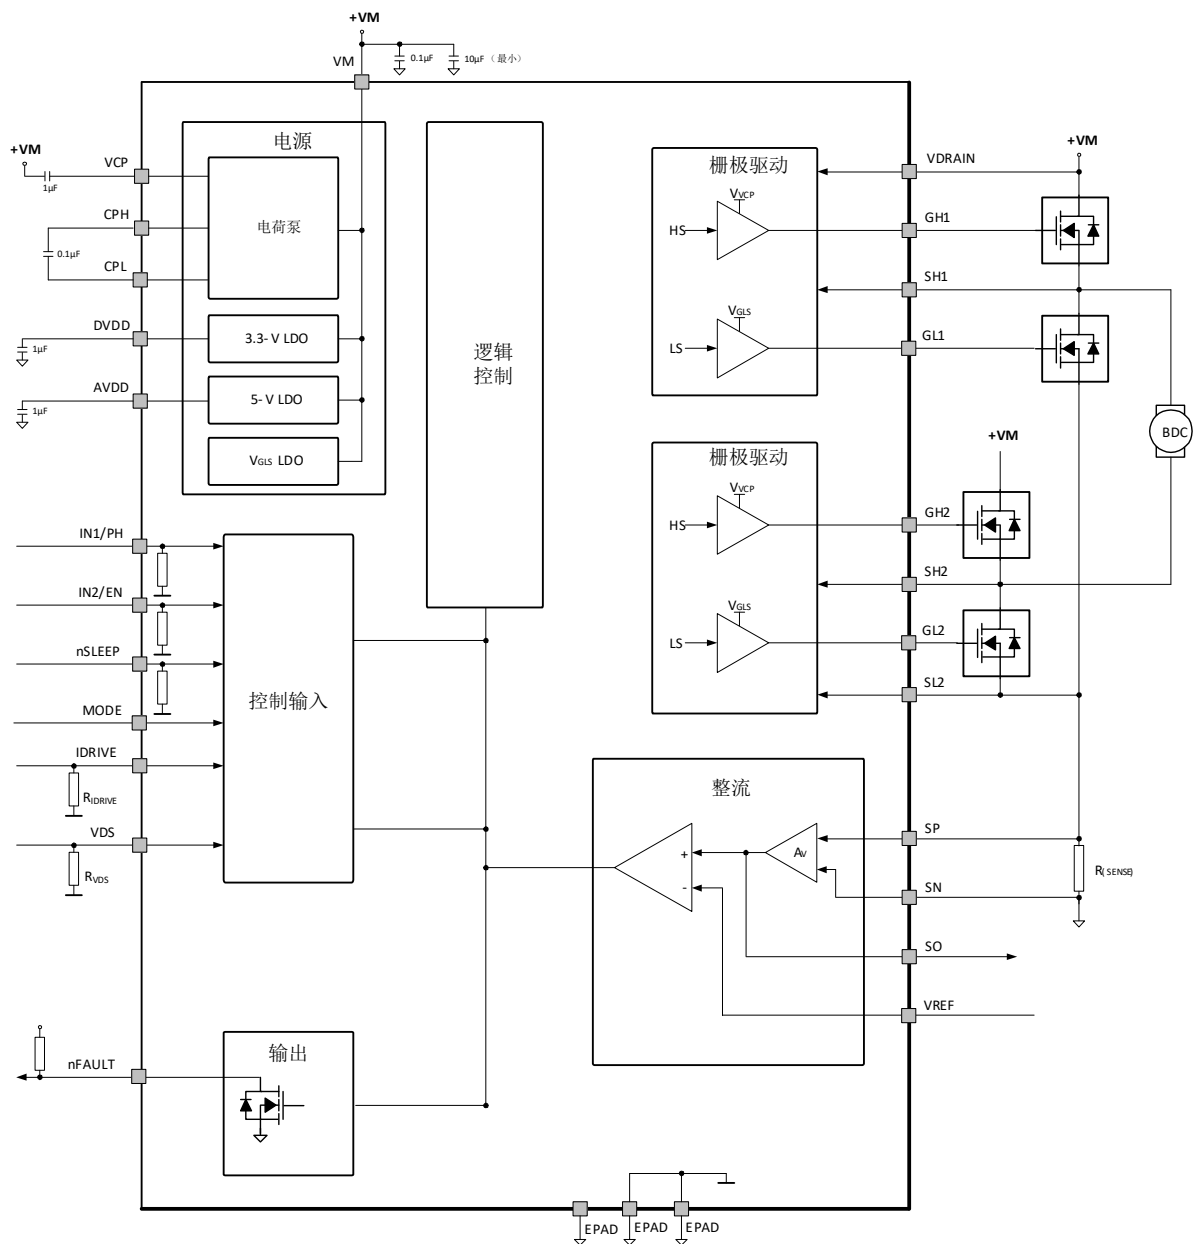 +VM
0.1μF
10μF（最小）
VM
电源
+VM
VCP
1μF
CPH
0.1μF
CPL
电荷泵
DVDD
1μF
3.3- V LDO
AVDD
1μF
5- V LDO
VGLS LDO
逻辑
控制
栅极驱动
VVCP
HS
VGLS
LS
VDRAIN
+VM
GH1
SH1
GL1
BDC
栅极驱动
VVCP
HS
VGLS
LS
+VM
GH2
SH2
GL2
SL2
IN1/PH
IN2/EN
nSLEEP
MODE
IDRIVE
RIDRIVE
VDS
RVDS
控制输入
整流
+
-
AV
SP
R(SENSE)
SN
SO
VREF
nFAULT
输出
EPAD
EPAD
EPAD